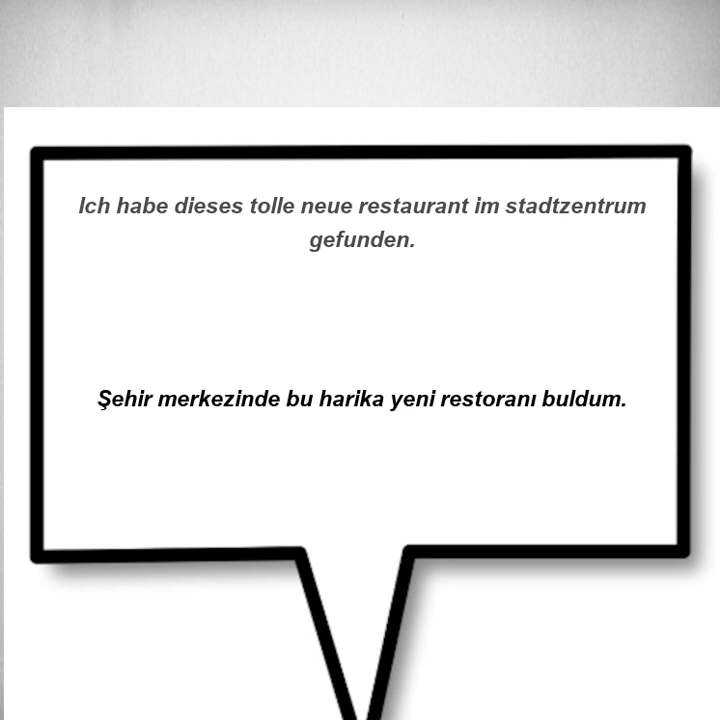 Ich habe dieses tolle neue restaurant im stadtzentrum
gefunden.
Şehir merkezinde bu harika yeni restoranı buldum.